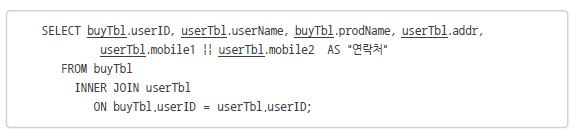 SELECT buyTbl.userID, userTbl.userName, buyTbl.prodName, userTbl.addr,
userTbl.mobile1 || userTbl.mobile2 AS "연락처"
FROM buyTbl
INNER JOIN userTbl
ON buyTbl.userID = userTbl.userID;